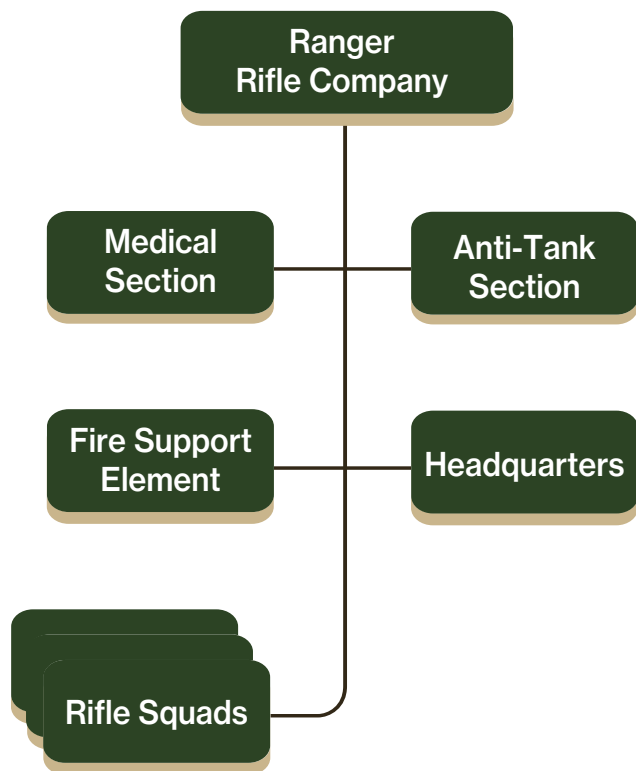 Ranger
Rifle Company
Medical
Section
Anti-Tank
Section
Fire Support
Element
Headquarters
Rifle Squads